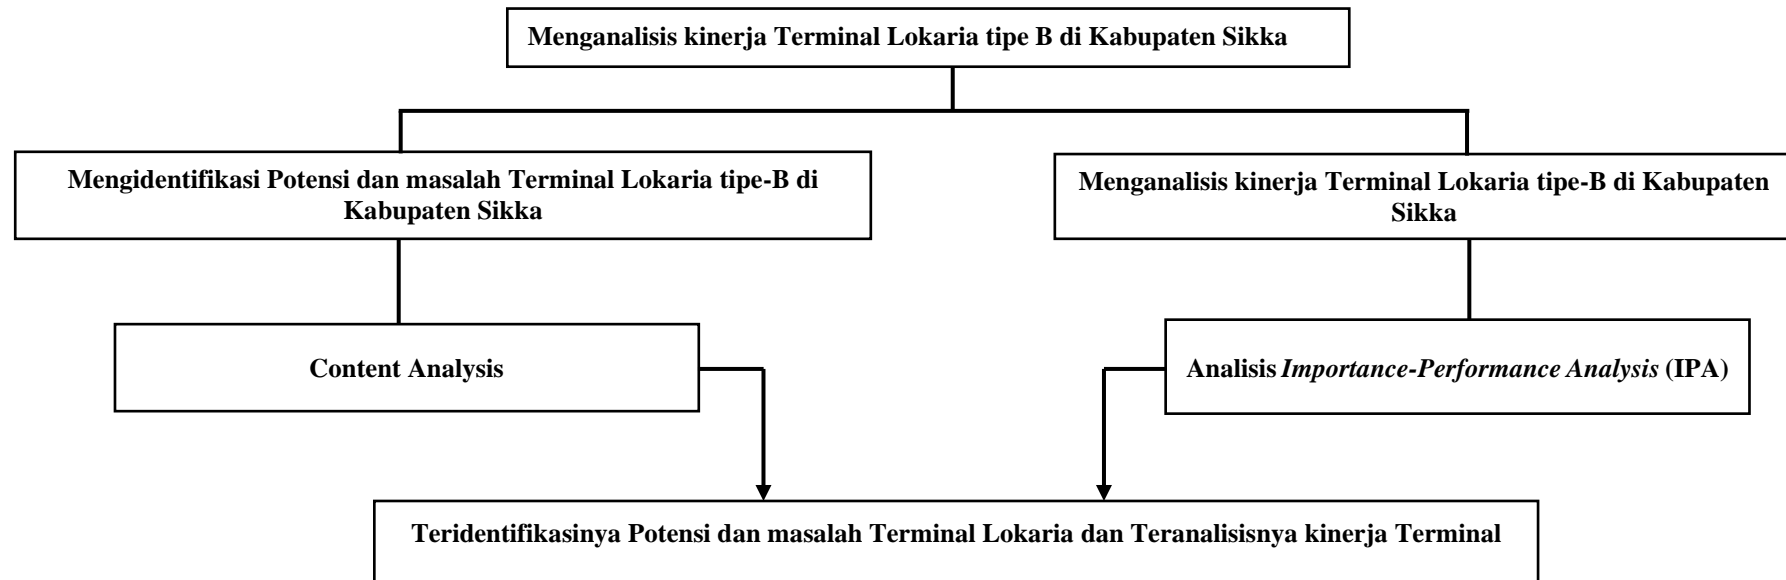 Menganalisis kinerja Terminal Lokaria tipe B di Kabupaten Sikka
Mengidentifikasi Potensi dan masalah Terminal Lokaria tipe-B di
Kabupaten Sikka
Menganalisis kinerja Terminal Lokaria tipe-B di Kabupaten
Sikka
Content Analysis
Analisis Importance-Performance Analysis (IPA)
Teridentifikasinya Potensi dan masalah Terminal Lokaria dan Teranalisisnya kinerja Terminal